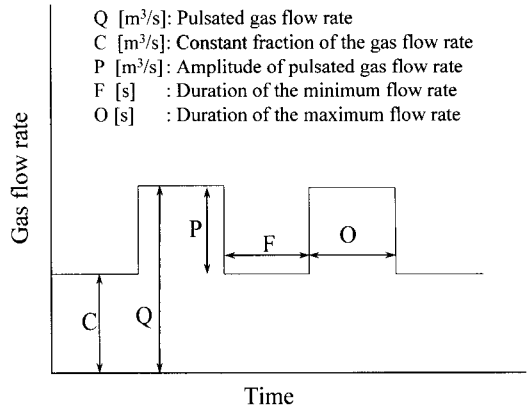 Q [m³/s]: Pulsated gas flow rate
C [m³/s]: Constant fraction of the gas flow rate
P [m³/s]: Amplitude of pulsated gas flow rate
F [s] : Duration of the minimum flow rate
O [s] : Duration of the maximum flow rate
Gas flow rate
P
F
O
C
Q
Time